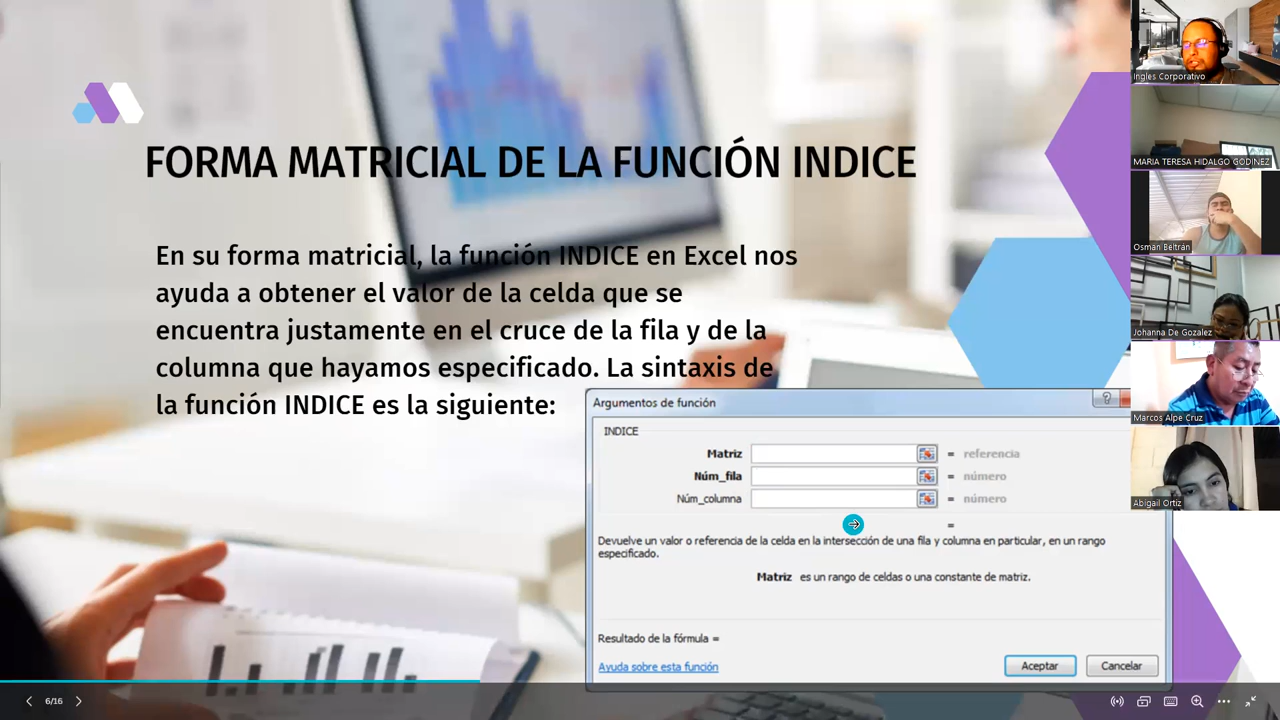 FORMA MATRICIAL DE LA FUNCIÓN INDICE
En su forma matricial, la función INDICE en Excel nos
ayuda a obtener el valor de la celda que se
encuentra justamente en el cruce de la fila y de la
columna que hayamos especificado. La sintaxis de
la función INDICE es la siguiente:
Argumentos de función
?
INDICE
Matriz = referencia
Núm_fila = número
Núm_columna = número
=
Devuelve un valor o referencia de la celda en la intersección de una fila y columna en particular, en un rango
especificado.
Matriz es un rango de celdas o una constante de matriz.
Resultado de la fórmula =
Ayuda sobre esta función
Aceptar
Cancelar
6/16
Ingles Corporativo
MARIA TERESA HIDALGO GODINEZ
Osman Beltrán
Johanna De Gozalez
Marcos Alpe Cruz
Abigail Ortiz